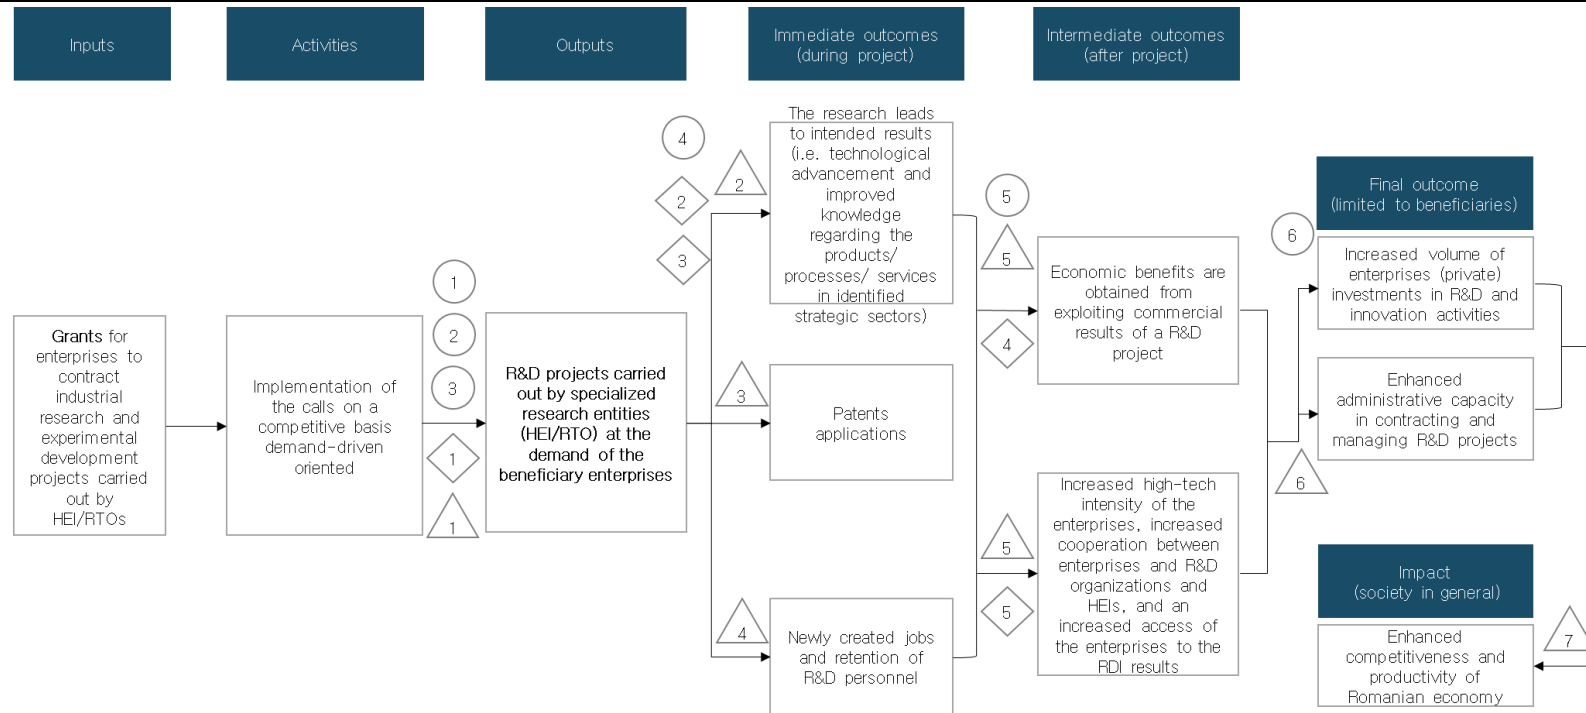 Inputs
Activities
Outputs
Immediate outcomes
(during project)
Intermediate outcomes
(after project)
Grants for
enterprises to
contract
industrial
research and
experimental
development
projects carried
out by
HEI/RTOs
Implementation of
the calls on a
competitive basis
demand-driven
oriented
1
2
3
1
1
R&D projects carried
out by specialized
research entities
(HEI/RTO) at the
demand of the
beneficiary enterprises
4
2
3
2
The research leads
to intended results
(i.e. technological
advancement and
improved
knowledge
regarding the
products/
processes/ services
in identified
strategic sectors)
3
Patents
applications
4
Newly created jobs
and retention of
R&D personnel
5
5
4
Economic benefits are
obtained from
exploiting commercial
results of a R&D
project
5
5
Increased high-tech
intensity of the
enterprises, increased
cooperation between
enterprises and R&D
organizations and
HEIs, and an
increased access of
the enterprises to the
RDI results
6
6
Final outcome
(limited to beneficiaries)
Increased volume of
enterprises (private)
investments in R&D and
innovation activities
Enhanced
administrative capacity
in contracting and
managing R&D projects
Impact
(society in general)
7
Enhanced
competitiveness and
productivity of
Romanian economy